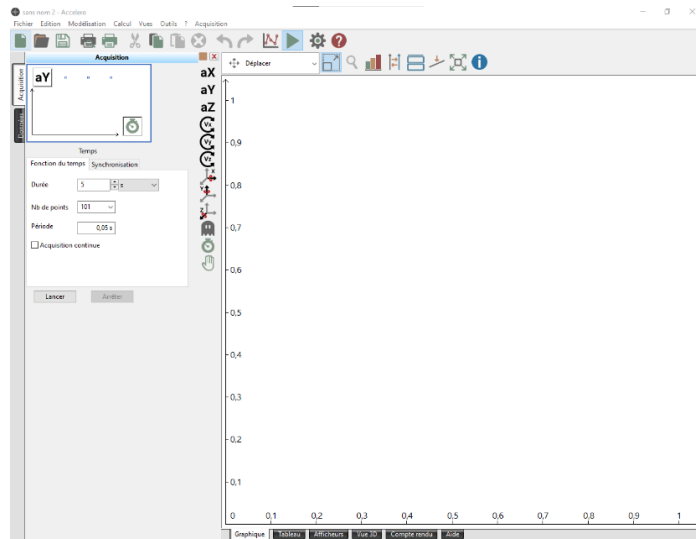 sans nom 2 - Accelere
Fichier Edition Modélisation Calcul Vues Outils ? Acquisition
Acquisition
Acquisition
Données
aY
Temps
Fonction du temps Synchronisation
Durée 5 s
Nb de points 101
Période 0,05 s
Acquisition continue
Lancer Arrêter
aX
aY
aZ
Vx
Vy
Vz
X
Y
Z
Déplacer
1
0,9
0,8
0,7
0,6
0,5
0,4
0,3
0,2
0,1
0 0,1 0,2 0,3 0,4 0,5 0,6 0,7 0,8 0,9 1
Graphique Tableau Afficheurs Vue 3D Compte rendu Aide